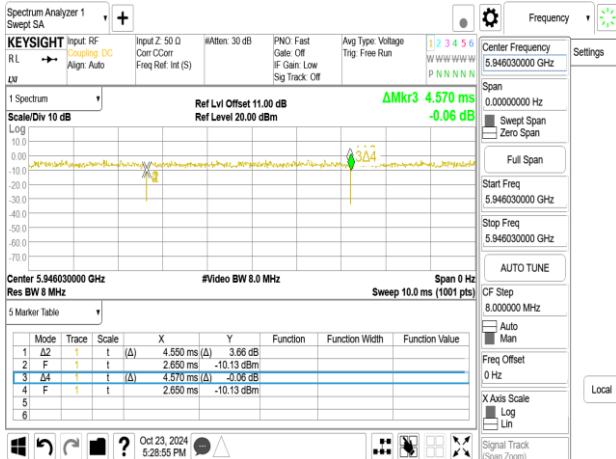 Spectrum Analyzer 1
Swept SA
+
Frequency
KEYSIGHT
RL
Input: RF
Coupling: DC
Align: Auto
Input Z: 50 Ω
Corr CCorr
Freq Ref: Int (S)
#Atten: 30 dB
PNO: Fast
Gate: Off
IF Gain: Low
Sig Track: Off
Avg Type: Voltage
Trig: Free Run
1 2 3 4 5 6
W W W W W W
P N N N N N
Center Frequency
5.946030000 GHz
Settings
1 Spectrum
Scale/Div 10 dB
Ref Lvl Offset 11.00 dB
Ref Level 20.00 dBm
ΔMkr3 4.570 ms
-0.06 dB
Log
10.0
0.00
-10.0
-20.0
-30.0
-40.0
-50.0
-60.0
-70.0
3Δ4
Center 5.946030000 GHz
Res BW 8 MHz
#Video BW 8.0 MHz
Span 0 Hz
Sweep 10.0 ms (1001 pts)
Span
0.00000000 Hz
Swept Span
Zero Span
Full Span
Start Freq
5.946030000 GHz
Stop Freq
5.946030000 GHz
AUTO TUNE
CF Step
8.000000 MHz
Auto
Man
Freq Offset
0 Hz
X Axis Scale
Log
Lin
Signal Track
(Span Zoom)
Local
5 Marker Table
Mode Trace Scale X Y Function Function Width Function Value
1 Δ2 1 t (Δ) 4.550 ms (Δ) 3.66 dB
2 F 1 t 2.650 ms -10.13 dBm
3 Δ4 1 t (Δ) 4.570 ms (Δ) -0.06 dB
4 F 1 t 2.650 ms -10.13 dBm
5
6
?
Oct 23, 2024
5:28:55 PM